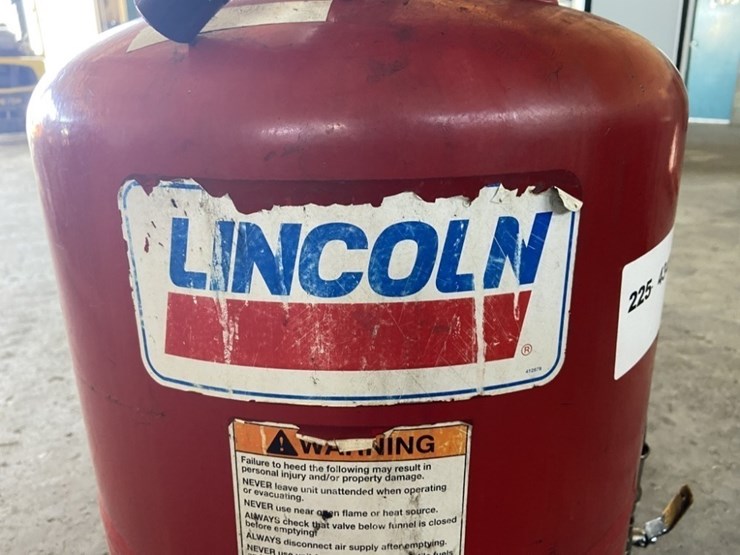 LINCOLN
®
225
WARNING
Failure to heed the following may result in
personal injury and/or property damage.
NEVER leave unit unattended when operating
or evacuating.
NEVER use near open flame or heat source.
ALWAYS check that valve below funnel is closed
before emptying
ALWAYS disconnect air supply after emptying.
NEVER
fuels